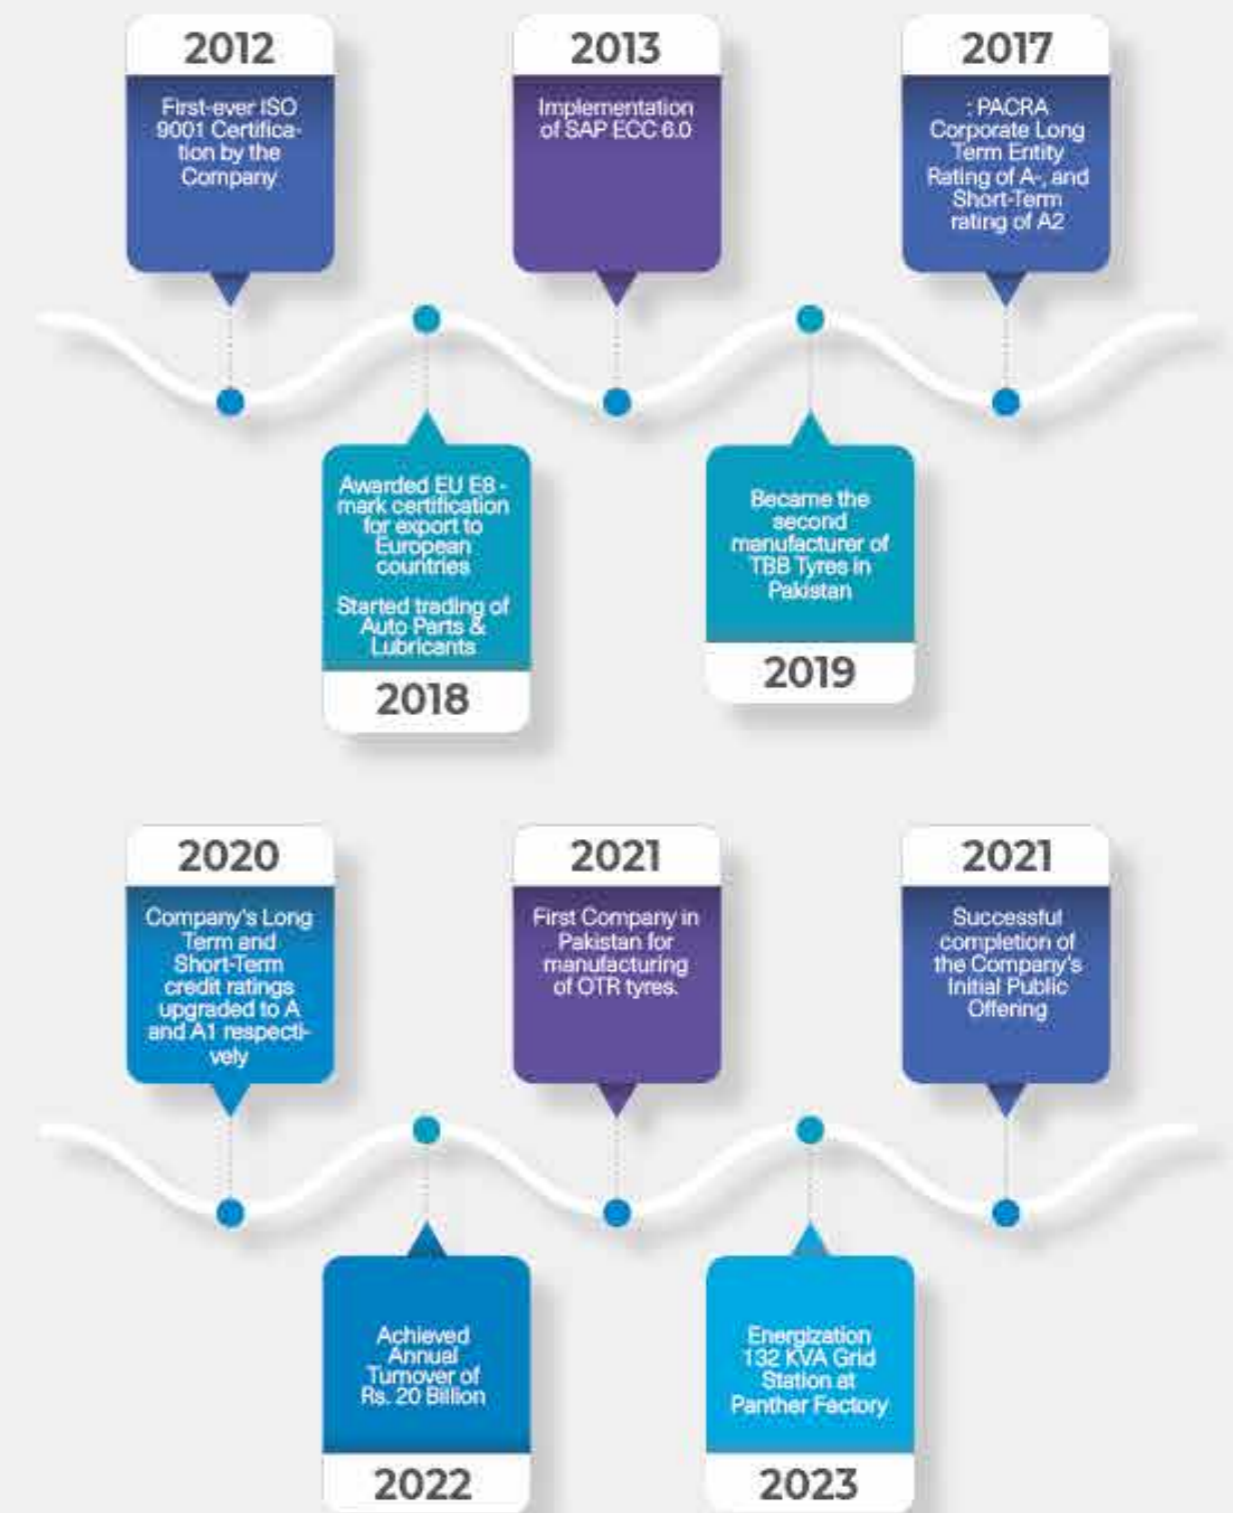 2012
First-ever ISO
9001 Certifica-
tion by the
Company
2013
Implementation
of SAP ECC 6.0
2017
: PACRA
Corporate Long
Term Entity
Rating of A-, and
Short-Term
rating of A2
Awarded EU E8 -
mark certification
for export to
European
countries
Started trading of
Auto Parts &
Lubricants
2018
Became the
second
manufacturer of
TBB Tyres in
Pakistan
2019
2020
Company's Long
Term and
Short-Term
credit ratings
upgraded to A
and A1 respecti-
vely
2021
First Company in
Pakistan for
manufacturing
of OTR tyres.
2021
Successful
completion of
the Company's
Initial Public
Offering
Achieved
Annual
Turnover of
Rs. 20 Billion
2022
Energization
132 KVA Grid
Station at
Panther Factory
2023